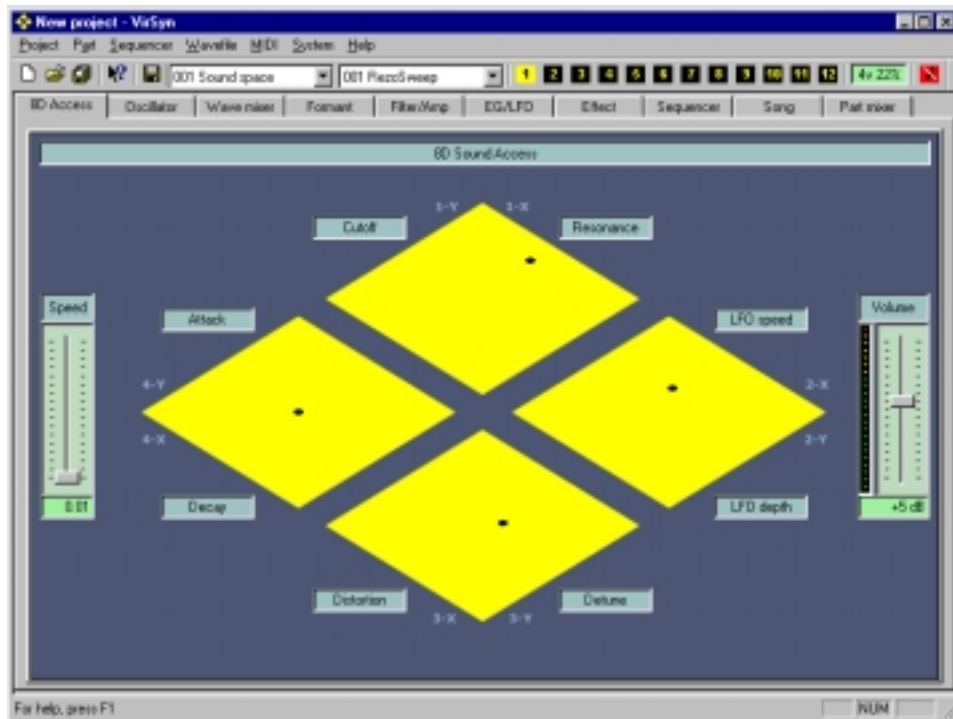 New project - VirSyn
Project Part Sequencer Wavefile MIDI System Help
001 Sound space 001 RezoSweep 1 2 3 4 5 6 7 8 9 10 11 12 4v 22%
8D Access Oscillator Wave mixer Formant Filter/Amp EG/LFO Effect Sequencer Song Part mixer
8D Sound Access
1-Y 1-X
Cutoff Resonance
Speed Volume
Attack LFO speed
4-Y 2-X
4-X 2-Y
0.01 Decay LFO depth +5 dB
Distortion Detune
3-X 3-Y
For help, press F1 NUM